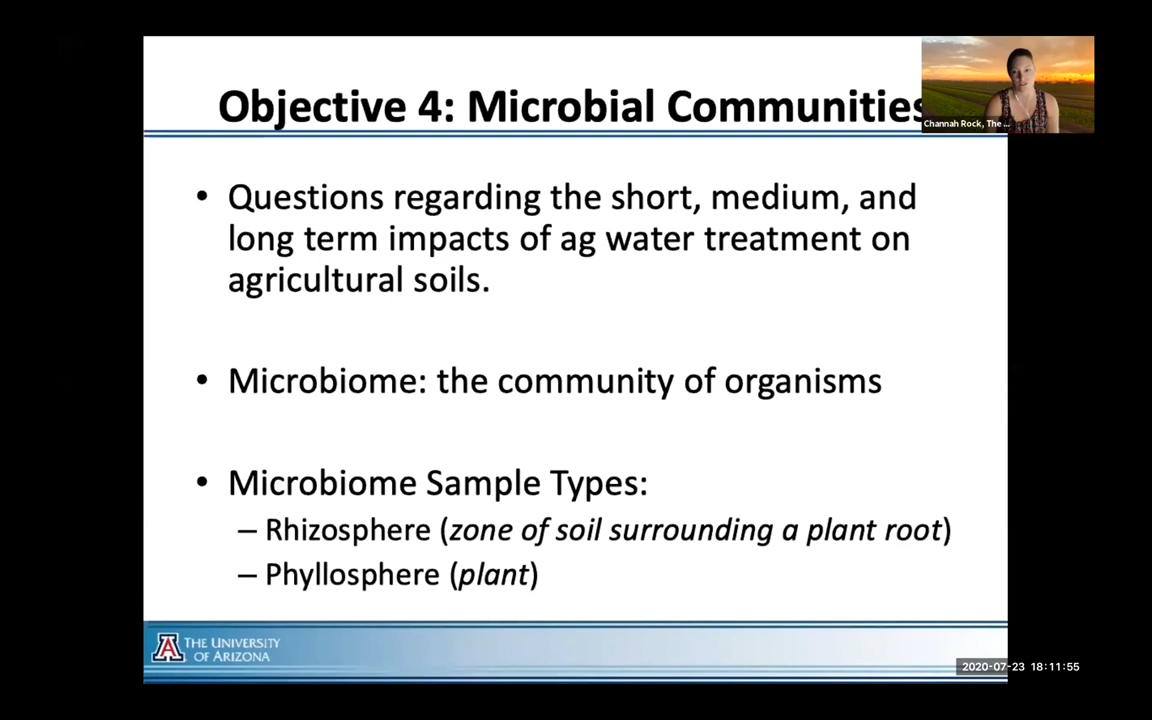 Objective 4: Microbial Communities
Channah Rock, The ...
• Questions regarding the short, medium, and
long term impacts of ag water treatment on
agricultural soils.
• Microbiome: the community of organisms
• Microbiome Sample Types:
– Rhizosphere (zone of soil surrounding a plant root)
– Phyllosphere (plant)
A THE UNIVERSITY
OF ARIZONA
2020-07-23 18:11:55